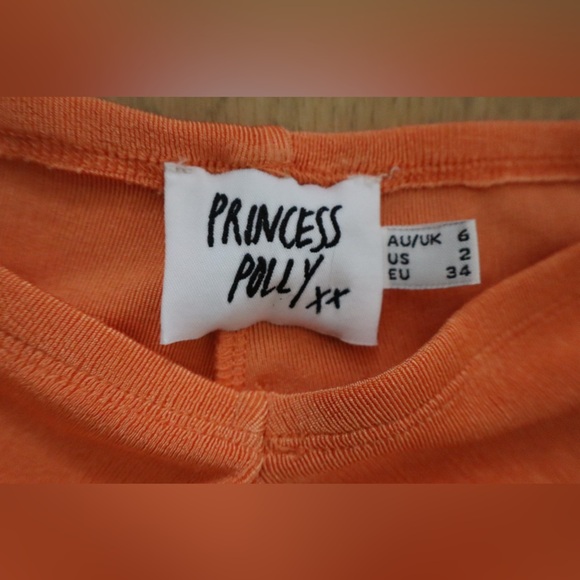 PRINCESS
POLLY xx
AU/UK 6
US 2
EU 34